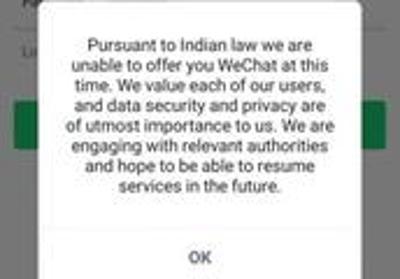 Pursuant to Indian law we are
unable to offer you WeChat at this
time. We value each of our users,
and data security and privacy are
of utmost importance to us. We are
engaging with relevant authorities
and hope to be able to resume
services in the future.
OK